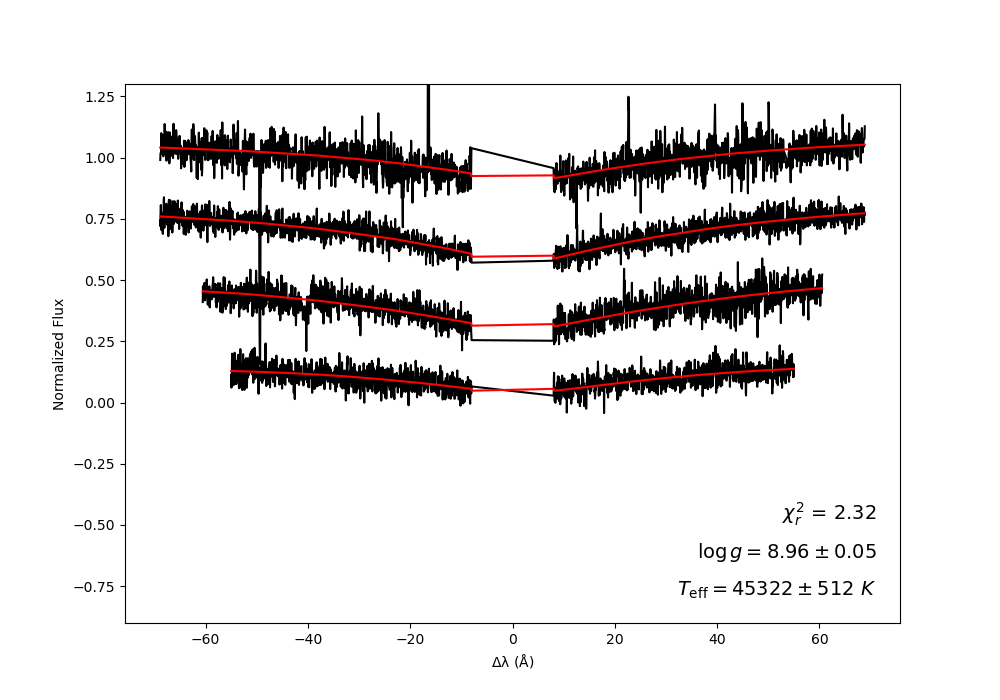 1.25
1.00
0.75
0.50
0.25
0.00
−0.25
−0.50
−0.75
Normalized Flux
χ²ᵣ = 2.32
log g = 8.96 ± 0.05
T_eff = 45322 ± 512 K
−60 −40 −20 0 20 40 60
Δλ (Å)